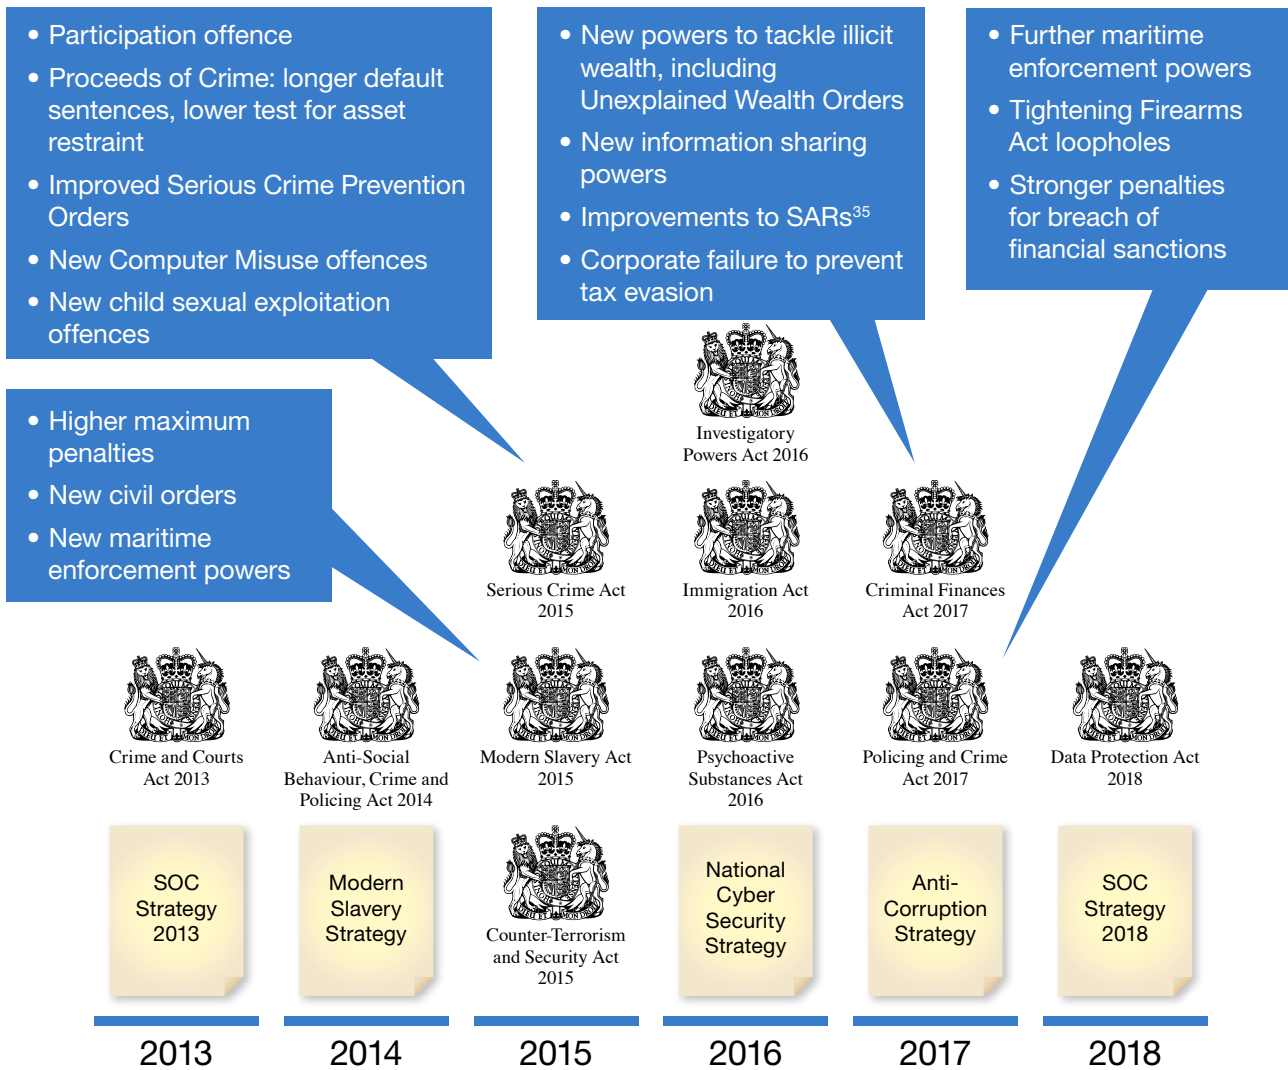 • Participation offence
• Proceeds of Crime: longer default
sentences, lower test for asset
restraint
• Improved Serious Crime Prevention
Orders
• New Computer Misuse offences
• New child sexual exploitation
offences
• New powers to tackle illicit
wealth, including
Unexplained Wealth Orders
• New information sharing
powers
• Improvements to SARs³⁵
• Corporate failure to prevent
tax evasion
• Further maritime
enforcement powers
• Tightening Firearms
Act loopholes
• Stronger penalties
for breach of
financial sanctions
• Higher maximum
penalties
• New civil orders
• New maritime
enforcement powers
Investigatory
Powers Act 2016
Serious Crime Act
2015
Immigration Act
2016
Criminal Finances
Act 2017
Crime and Courts
Act 2013
Anti-Social
Behaviour, Crime and
Policing Act 2014
Modern Slavery Act
2015
Psychoactive
Substances Act
2016
Policing and Crime
Act 2017
Data Protection Act
2018
SOC
Strategy
2013
Modern
Slavery
Strategy
Counter-Terrorism
and Security Act
2015
National
Cyber
Security
Strategy
Anti-
Corruption
Strategy
SOC
Strategy
2018
2013
2014
2015
2016
2017
2018